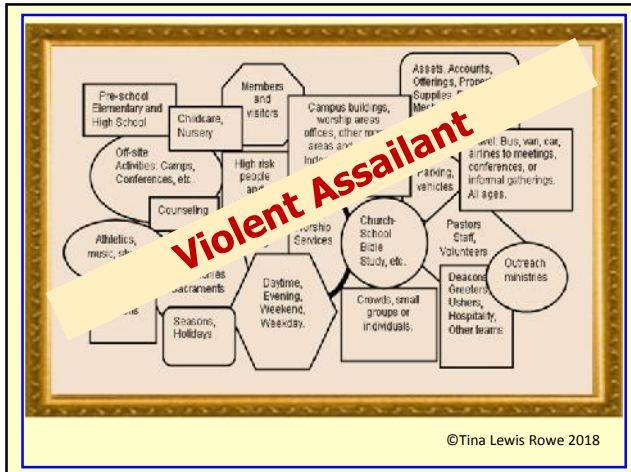 Pre-school
Elementary and
High School
Childcare,
Nursery
Members
and
visitors
Campus buildings,
worship areas
offices, other
areas and
Assets, Accounts,
Offerings,
Supplies,
Off-site
Activities: Camps,
Conferences, etc.
High risk
people
and
Parking,
vehicles
Bus, van, car,
airlines to meetings,
conferences, or
informal gatherings.
All ages.
Counseling
Violent Assailant
Athletics,
music,
Sacraments
Services
Church-
School
Bible
Study, etc.
Pastors
Staff,
Volunteers
Outreach
ministries
Daytime,
Evening,
Weekend,
Weekday.
Deacons
Greeters,
Ushers,
Hospitality,
Other teams
Seasons,
Holidays
Crowds, small
groups or
individuals.
©Tina Lewis Rowe 2018